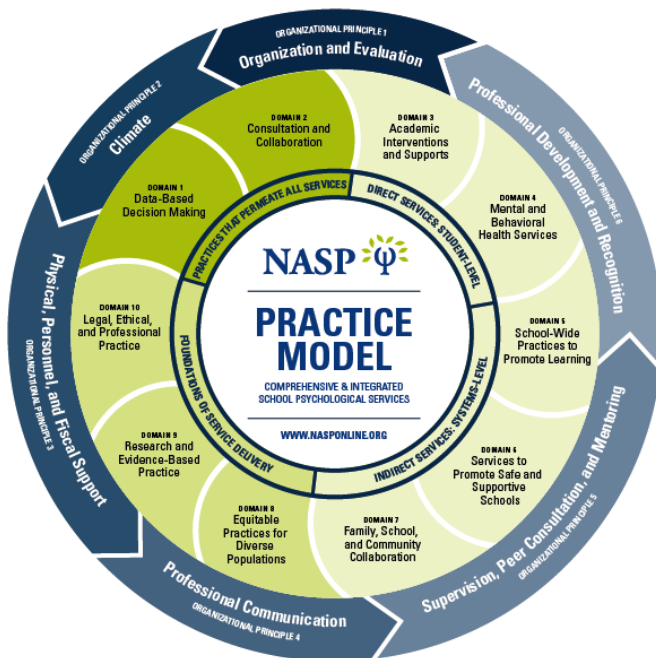 ORGANIZATIONAL PRINCIPLE 1
Organization and Evaluation
ORGANIZATIONAL PRINCIPLE 2
Climate
Physical, Personnel, and Fiscal Support
ORGANIZATIONAL PRINCIPLE 3
Professional Communication
ORGANIZATIONAL PRINCIPLE 4
Supervision, Peer Consultation, and Mentoring
ORGANIZATIONAL PRINCIPLE 5
ORGANIZATIONAL PRINCIPLE 6
Professional Development and Recognition
DOMAIN 1
Data-Based
Decision Making
DOMAIN 2
Consultation and
Collaboration
DOMAIN 3
Academic
Interventions
and Supports
DOMAIN 4
Mental and
Behavioral
Health Services
DOMAIN 5
School-Wide
Practices to
Promote Learning
DOMAIN 6
Services to
Promote Safe and
Supportive
Schools
DOMAIN 7
Family, School,
and Community
Collaboration
DOMAIN 8
Equitable
Practices for
Diverse
Populations
DOMAIN 9
Research and
Evidence-Based
Practice
DOMAIN 10
Legal, Ethical,
and Professional
Practice
PRACTICES THAT PERMEATE ALL SERVICES
DIRECT SERVICES: STUDENT-LEVEL
INDIRECT SERVICES: SYSTEMS-LEVEL
FOUNDATIONS OF SERVICE DELIVERY
NASP
PRACTICE
MODEL
COMPREHENSIVE & INTEGRATED
SCHOOL PSYCHOLOGICAL SERVICES
WWW.NASPONLINE.ORG